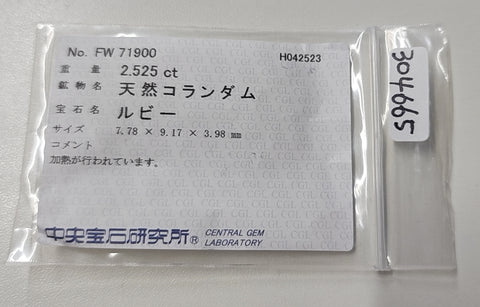 No. FW 71900 H042523
重 量 2.525 ct
鉱物名 天然コランダム
宝石名 ルビー
サイズ 7.78 × 9.17 × 3.98 mm
コメント
加熱が行われています。
中央宝石研究所® CENTRAL GEM
LABORATORY
304665